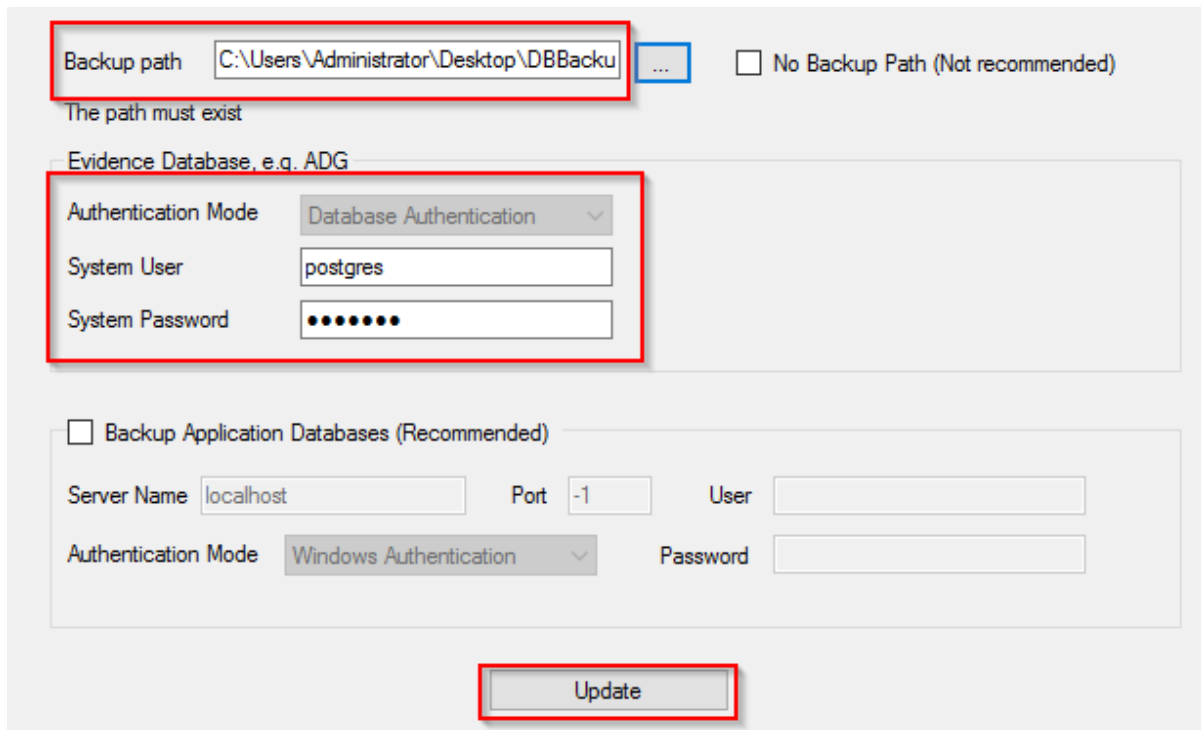 Backup path C:\Users\Administrator\Desktop\DBBacku ... No Backup Path (Not recommended)
The path must exist
Evidence Database, e.g. ADG
Authentication Mode Database Authentication
System User postgres
System Password •••••••
Backup Application Databases (Recommended)
Server Name localhost Port -1 User
Authentication Mode Windows Authentication Password
Update